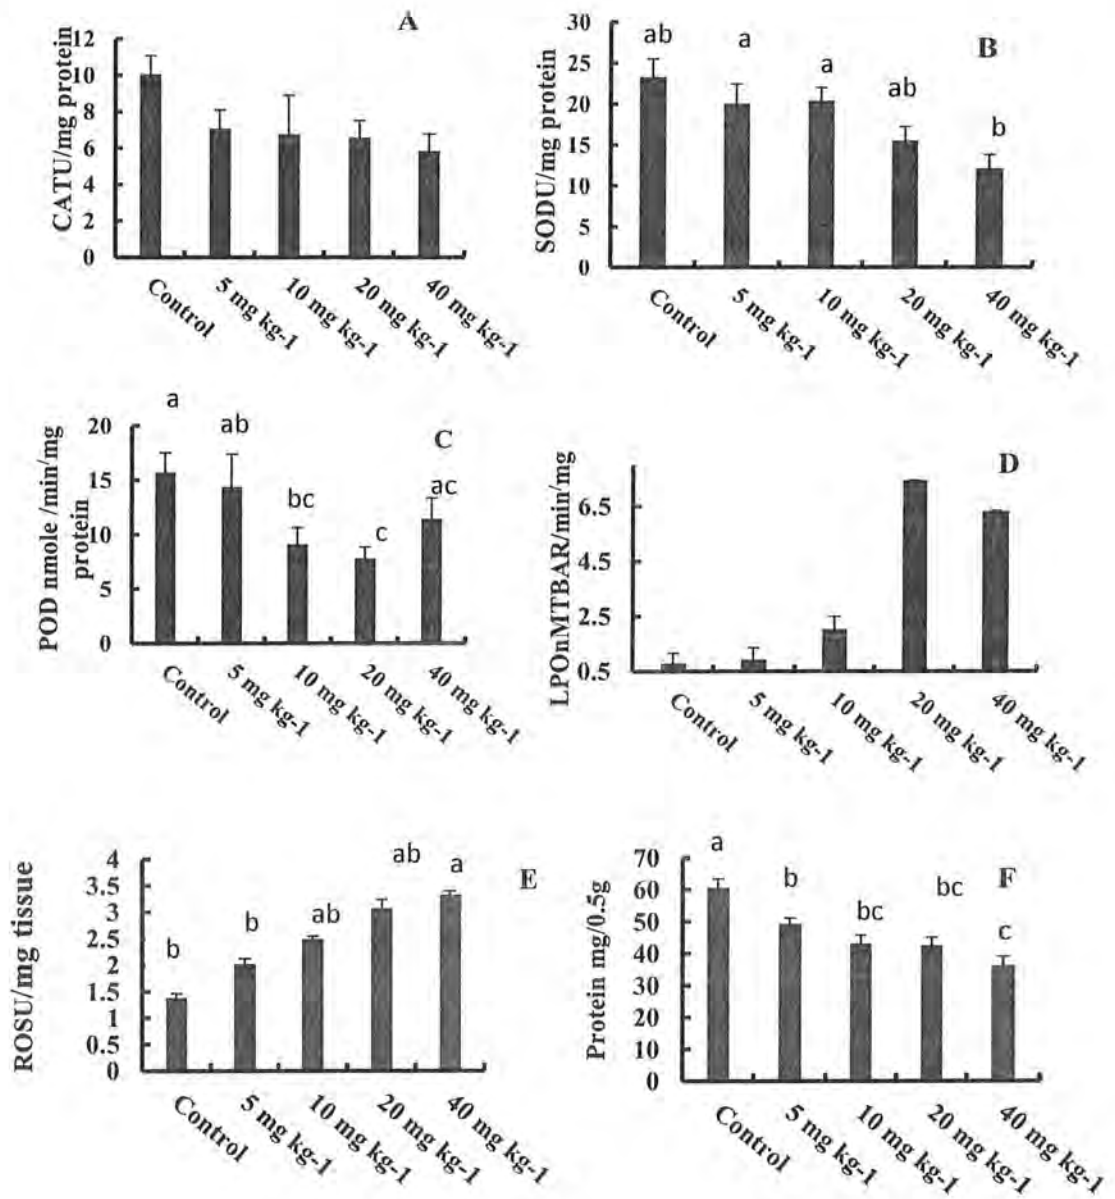 A
CATU/mg protein
12
10
8
6
4
2
0
Control
5 mg kg-1
10 mg kg-1
20 mg kg-1
40 mg kg-1
B
SODU/mg protein
30
25
20
15
10
5
0
ab
a
a
ab
b
Control
5 mg kg-1
10 mg kg-1
20 mg kg-1
40 mg kg-1
C
POD nmole /min/mg
protein
20
15
10
5
0
a
ab
bc
c
ac
Control
5 mg kg-1
10 mg kg-1
20 mg kg-1
40 mg kg-1
D
LPOnMTBAR/min/mg
6.5
4.5
2.5
0.5
Control
5 mg kg-1
10 mg kg-1
20 mg kg-1
40 mg kg-1
E
ROSU/mg tissue
4
3.5
3
2.5
2
1.5
1
0.5
0
b
b
ab
ab
a
Control
5 mg kg-1
10 mg kg-1
20 mg kg-1
40 mg kg-1
F
Protein mg/0.5g
70
60
50
40
30
20
10
0
a
b
bc
bc
c
Control
5 mg kg-1
10 mg kg-1
20 mg kg-1
40 mg kg-1